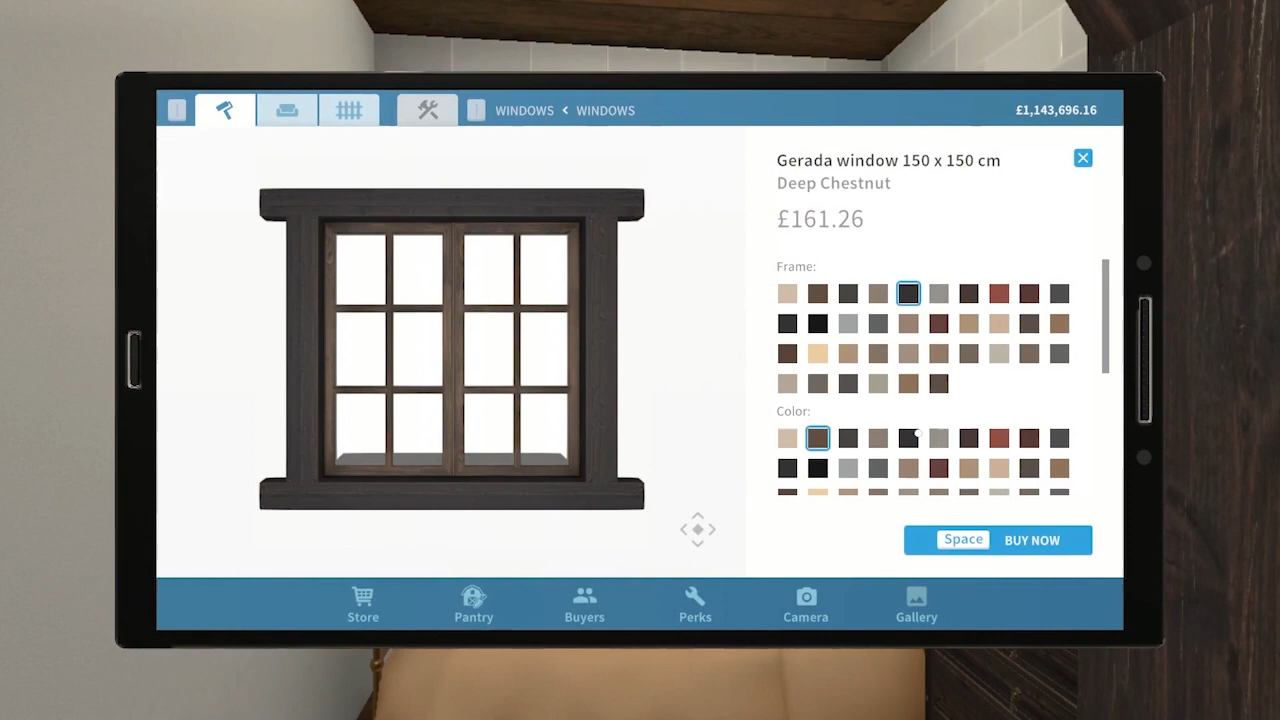 WINDOWS < WINDOWS
£1,143,696.16
Gerada window 150 x 150 cm
Deep Chestnut
£161.26
Frame:
Color:
Space BUY NOW
Store Pantry Buyers Perks Camera Gallery